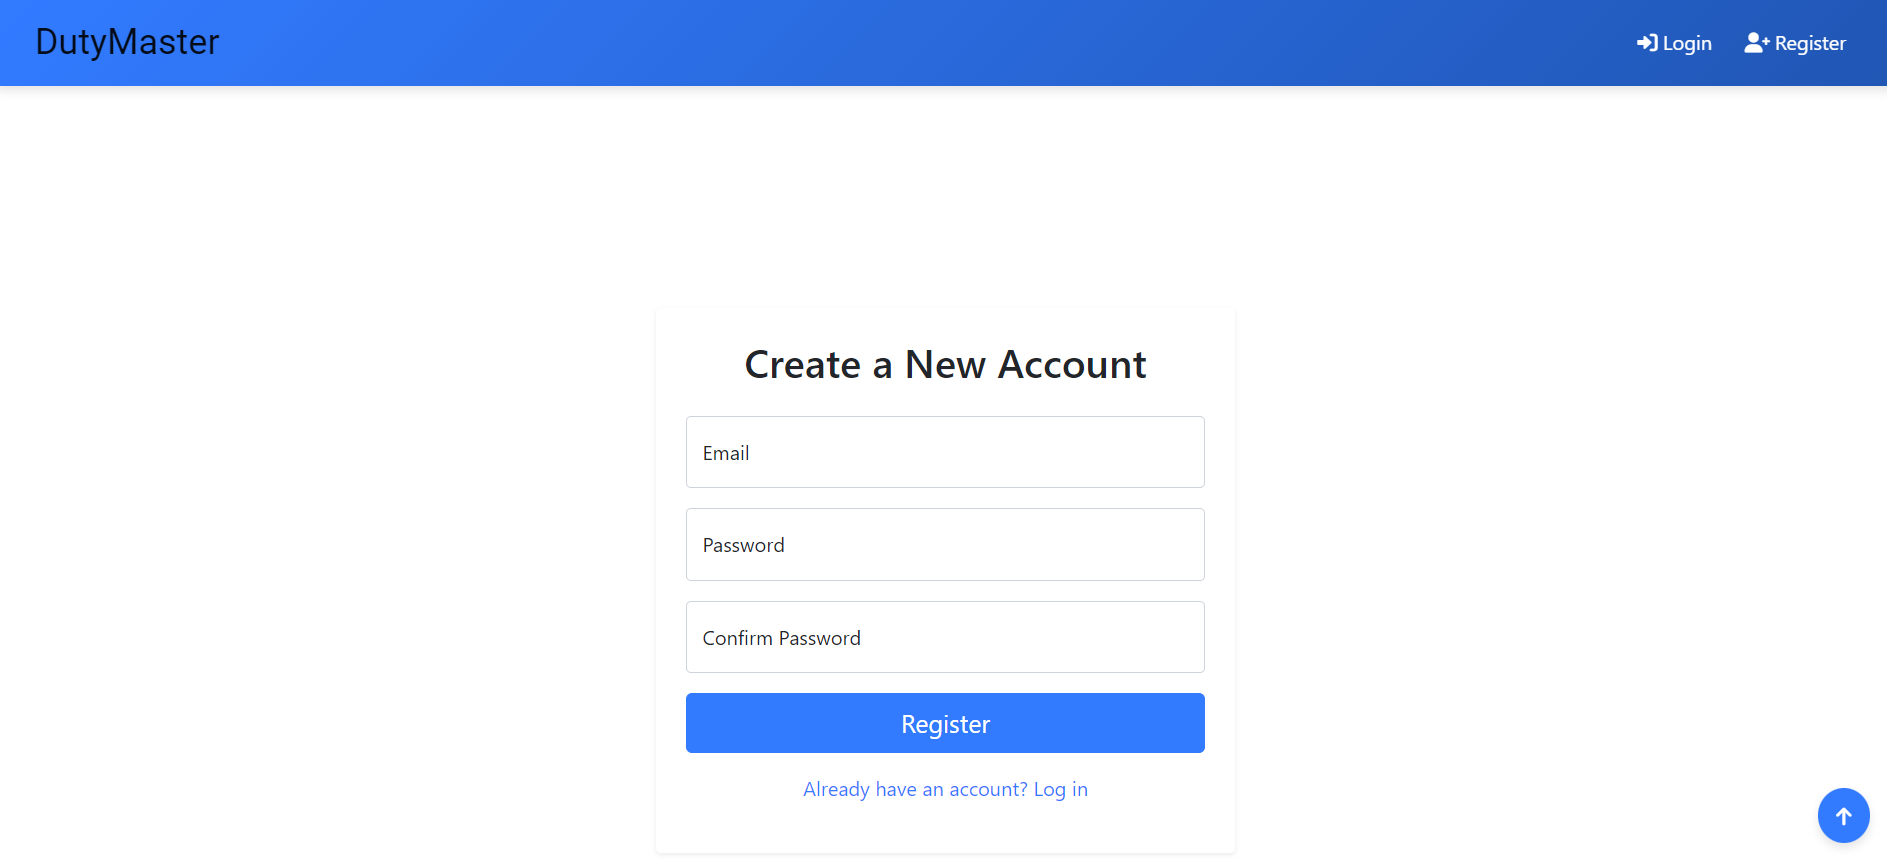 DutyMaster
Login
Register
Create a New Account
Email
Password
Confirm Password
Register
Already have an account? Log in